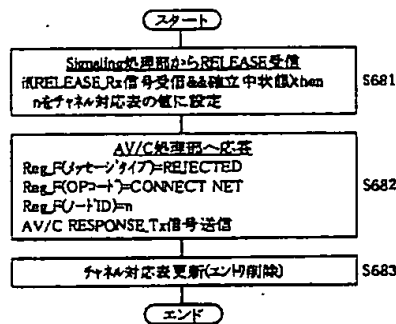 スタート
Signaling処理部からRELEASE受信
if(RELEASE_Rx信号受信&&確立中状態)then
nをチャネル対応表の値に設定
S681
AV/C処理部へ応答
Reg_F(メッセージタイプ)=REJECTED
Reg_F(OPコード)=CONNECT NET
Reg_F(ノードID)=n
AV/C RESPONSE_Tx信号送信
S682
チャネル対応表更新(エントリ削除)
S683
エンド